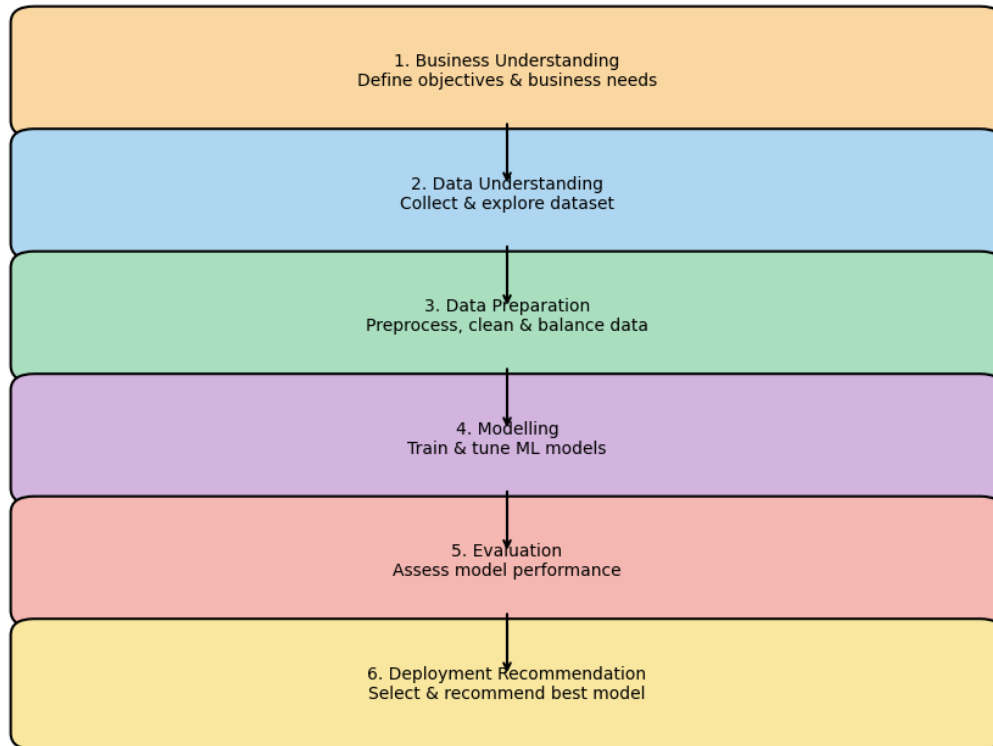 1. Business Understanding
Define objectives & business needs
2. Data Understanding
Collect & explore dataset
3. Data Preparation
Preprocess, clean & balance data
4. Modelling
Train & tune ML models
5. Evaluation
Assess model performance
6. Deployment Recommendation
Select & recommend best model